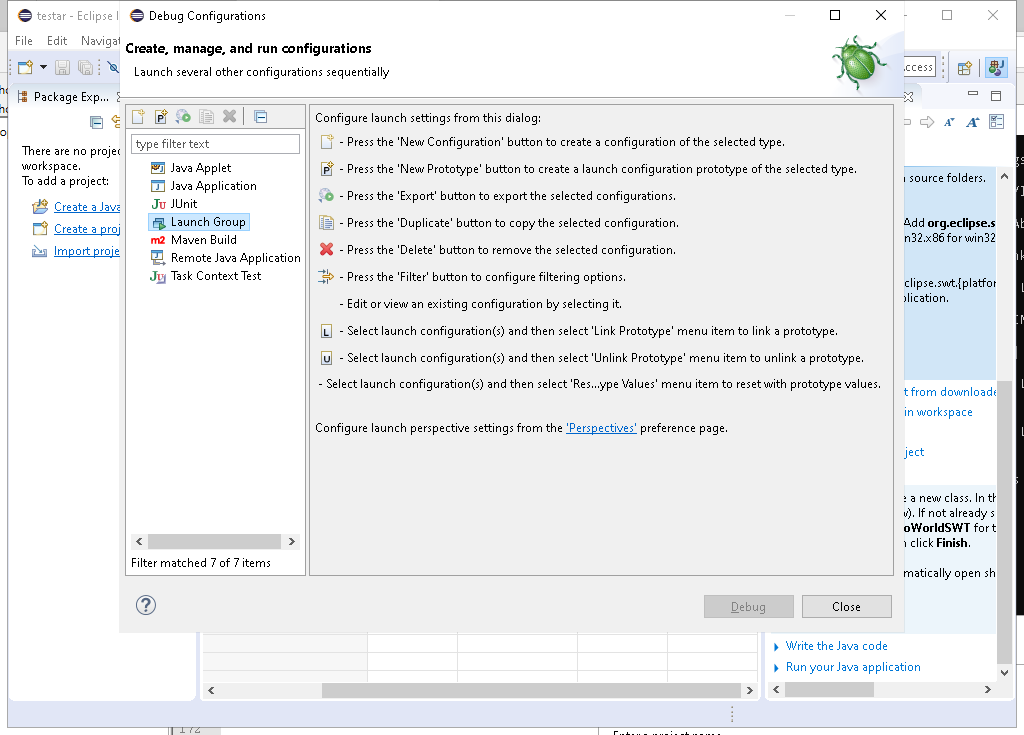 testar - Eclipse
Debug Configurations
File Edit Navigat
Create, manage, and run configurations
Launch several other configurations sequentially
ccess
Package Exp...
Configure launch settings from this dialog:
type filter text
- Press the 'New Configuration' button to create a configuration of the selected type.
There are no projec
workspace.
To add a project:
Create a Java
Create a proj
Import proje
Java Applet
Java Application
JUnit
Launch Group
Maven Build
Remote Java Application
Task Context Test
- Press the 'New Prototype' button to create a launch configuration prototype of the selected type.
- Press the 'Export' button to export the selected configurations.
- Press the 'Duplicate' button to copy the selected configuration.
- Press the 'Delete' button to remove the selected configuration.
- Press the 'Filter' button to configure filtering options.
- Edit or view an existing configuration by selecting it.
- Select launch configuration(s) and then select 'Link Prototype' menu item to link a prototype.
- Select launch configuration(s) and then select 'Unlink Prototype' menu item to unlink a prototype.
- Select launch configuration(s) and then select 'Res...ype Values' menu item to reset with prototype values.
Configure launch perspective settings from the 'Perspectives' preference page.
Filter matched 7 of 7 items
Debug
Close
source folders.
Add org.eclipse.s
n32.x86 for win32
clipse.swt.{platfor
lication.
t from downloade
in workspace
ject
e a new class. In th
w). If not already s
oWorldSWT for t
click Finish.
matically open sh
Write the Java code
Run your Java application
172
Enter a project name